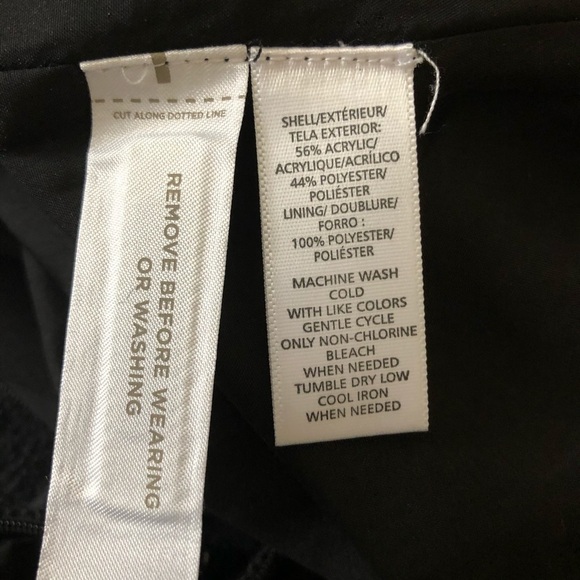 CUT ALONG DOTTED LINE
REMOVE BEFORE WEARING
OR WASHING
SHELL/EXTÉRIEUR/
TELA EXTERIOR:
56% ACRYLIC/
ACRYLIQUE/ACRÍLICO
44% POLYESTER/
POLIÉSTER
LINING/ DOUBLURE/
FORRO :
100% POLYESTER/
POLIÉSTER
MACHINE WASH
COLD
WITH LIKE COLORS
GENTLE CYCLE
ONLY NON-CHLORINE
BLEACH
WHEN NEEDED
TUMBLE DRY LOW
COOL IRON
WHEN NEEDED